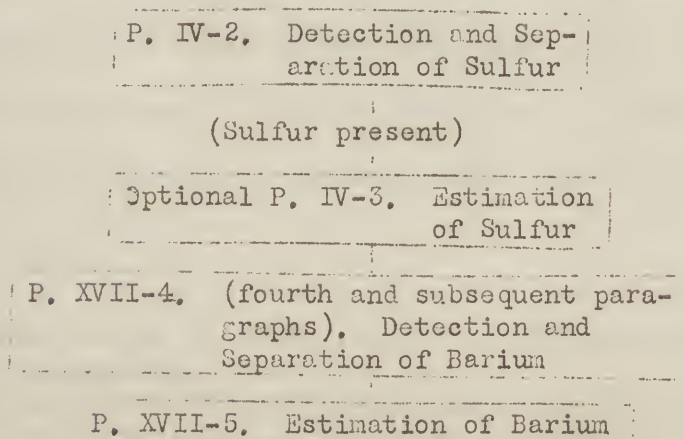 P. IV-2. Detection and Sep-
aration of Sulfur
(Sulfur present)
Optional P. IV-3. Estimation
of Sulfur
P. XVII-4. (fourth and subsequent para-
graphs). Detection and
Separation of Barium
P. XVII-5. Estimation of Barium